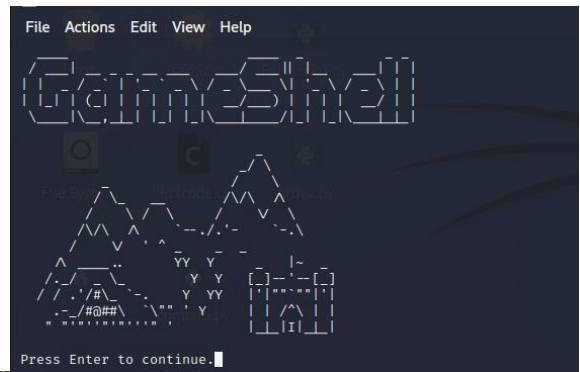 File Actions Edit View Help
GameShell
Press Enter to continue.